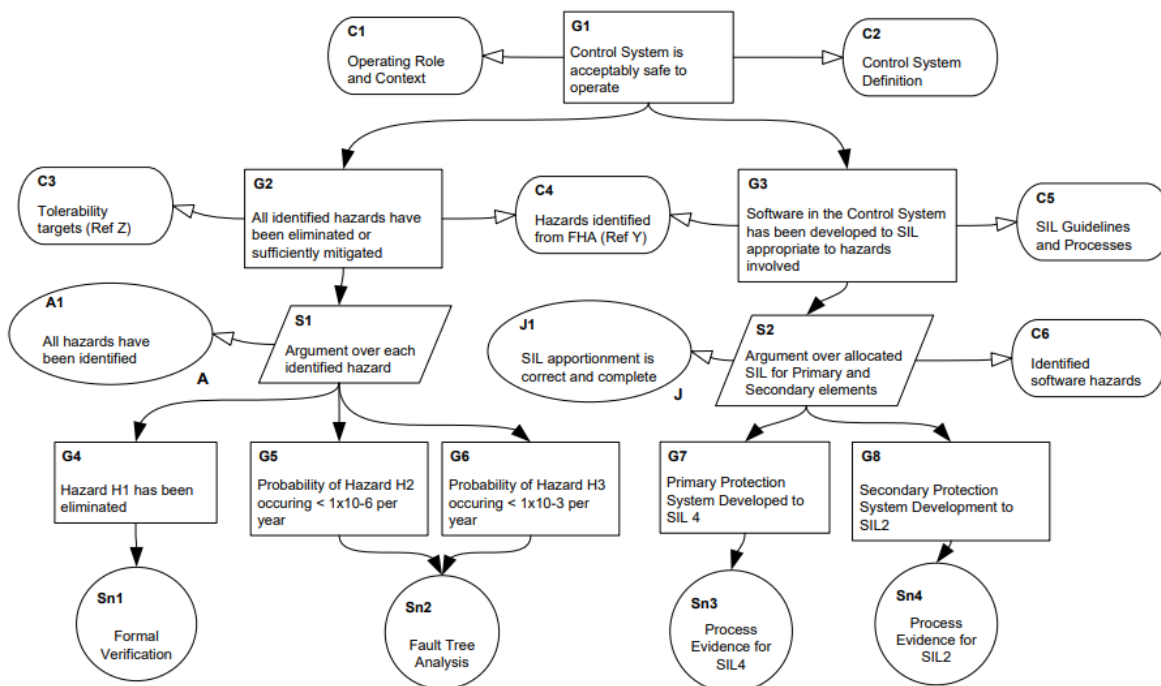 C1
Operating Role
and Context
G1
Control System is
acceptably safe to
operate
C2
Control System
Definition
C3
Tolerability
targets (Ref Z)
G2
All identified hazards have
been eliminated or
sufficiently mitigated
C4
Hazards identified
from FHA (Ref Y)
G3
Software in the Control System
has been developed to SIL
appropriate to hazards
involved
C5
SIL Guidelines
and Processes
A1
All hazards have
been identified
A
S1
Argument over each
identified hazard
J1
SIL apportionment is
correct and complete
J
S2
Argument over allocated
SIL for Primary and
Secondary elements
C6
Identified
software hazards
G4
Hazard H1 has been
eliminated
G5
Probability of Hazard H2
occuring < 1x10-6 per
year
G6
Probability of Hazard H3
occuring < 1x10-3 per
year
G7
Primary Protection
System Developed to
SIL 4
G8
Secondary Protection
System Development to
SIL2
Sn1
Formal
Verification
Sn2
Fault Tree
Analysis
Sn3
Process
Evidence for
SIL4
Sn4
Process
Evidence for
SIL2